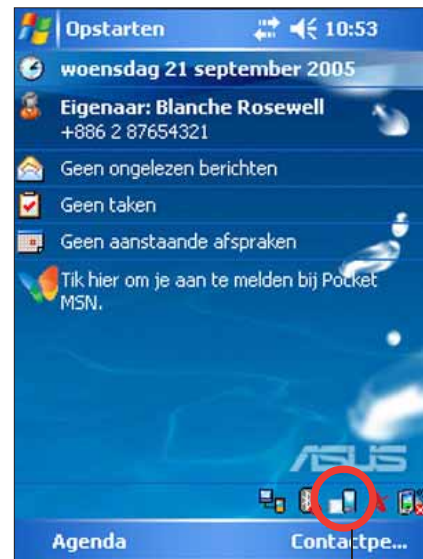 Opstarten 10:53
woensdag 21 september 2005
Eigenaar: Blanche Rosewell
+886 2 87654321
Geen ongelezen berichten
Geen taken
Geen aanstaande afspraken
Tik hier om je aan te melden bij Pocket
MSN.
ASUS
Agenda Contactpe...